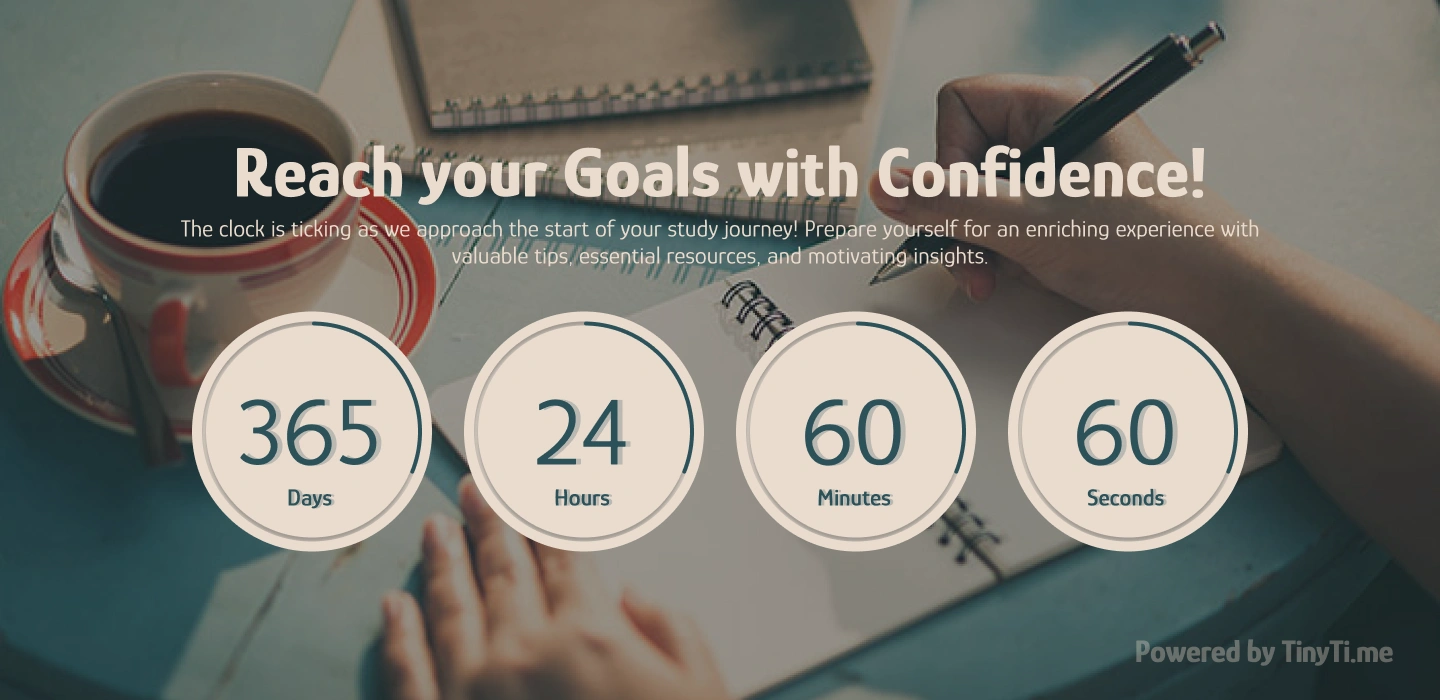 Reach your Goals with Confidence!
The clock is ticking as we approach the start of your study journey! Prepare yourself for an enriching experience with
valuable tips, essential resources, and motivating insights.
365 24 60 60
Days Hours Minutes Seconds
Powered by TinyTi.me